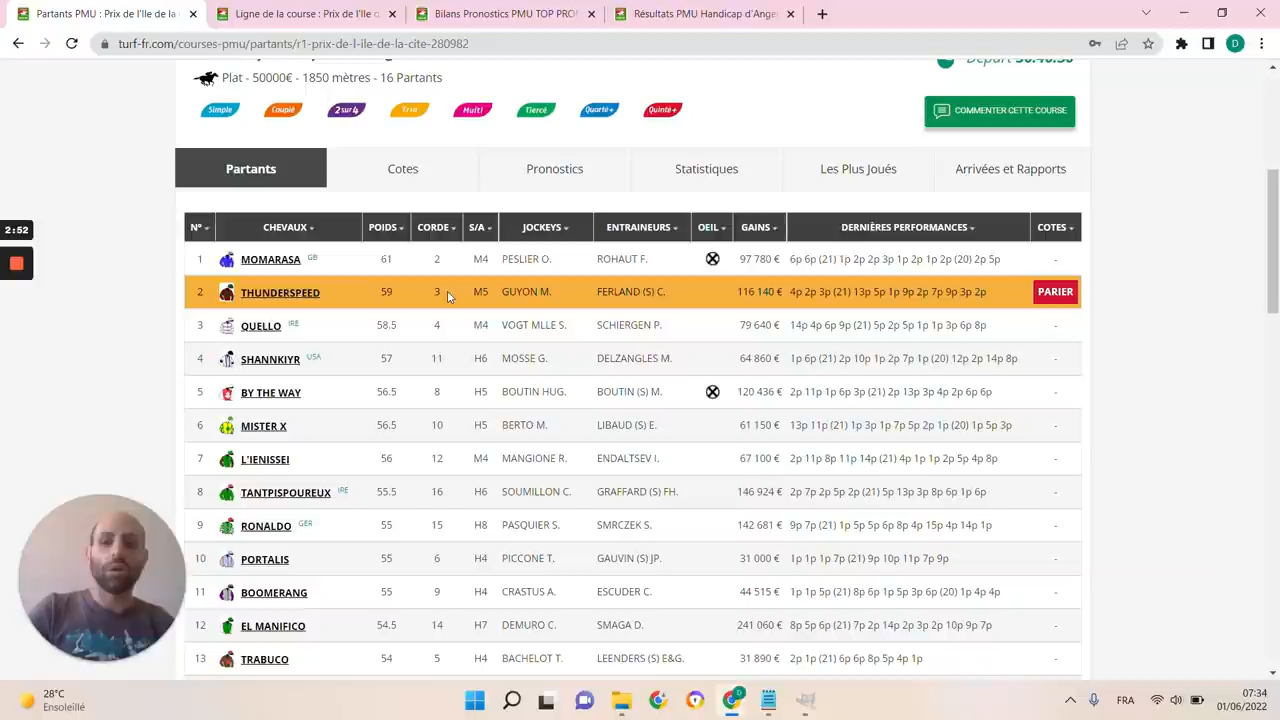 Partants PMU : Prix de l'Ile de la
Ligne de course : Prix de l'Ile d
Bilans Pronostics PMU TOP PRO
Résultats PMU Handicap d'Ange
turf-fr.com/courses-pmu/partants/r1-prix-de-l-ile-de-la-cite-280982
Plat - 50000€ - 1850 mètres - 16 Partants
Départ
Simple Couplé 2 sur 4 Trio Multi Tiercé Quarté+ Quinté+
COMMENTER CETTE COURSE
Partants Cotes Pronostics Statistiques Les Plus Joués Arrivées et Rapports
2:52
N° CHEVAUX POIDS CORDE S/A JOCKEYS ENTRAINEURS OEIL GAINS DERNIÈRES PERFORMANCES COTES
1 MOMARASA GB 61 2 M4 PESLIER O. ROHAUT F. 97 780 € 6p 6p (21) 1p 2p 2p 3p 1p 2p 1p 2p (20) 2p 5p
2 THUNDERSPEED 59 3 M5 GUYON M. FERLAND (S) C. 116 140 € 4p 2p 3p (21) 13p 5p 1p 9p 2p 7p 9p 3p 2p PARIER
3 QUELLO IRE 58.5 4 M4 VOGT MLLE S. SCHIERGEN P. 79 640 € 14p 4p 6p 9p (21) 5p 2p 5p 1p 1p 3p 6p 8p -
4 SHANNKIYR USA 57 11 H6 MOSSE G. DELZANGLES M. 64 860 € 1p 6p (21) 2p 10p 1p 2p 7p 1p (20) 12p 2p 14p 8p -
5 BY THE WAY 56.5 8 H5 BOUTIN HUG. BOUTIN (S) M. 120 436 € 2p 11p 1p 6p 3p (21) 2p 13p 3p 4p 2p 6p 6p -
6 MISTER X 56.5 10 H5 BERTO M. LIBAUD (S) E. 61 150 € 13p 11p (21) 1p 3p 1p 7p 5p 2p 1p (20) 1p 5p 3p -
7 L'IENISSEI 56 12 M4 MANGIONE R. ENDALTSEV I. 67 100 € 2p 11p 8p 11p 14p (21) 4p 1p 1p 2p 5p 4p 8p -
8 TANTPISPOUREUX IRE 55.5 16 H6 SOUMILLON C. GRAFFARD (S) FH. 146 924 € 2p 7p 2p 5p 2p (21) 5p 13p 3p 8p 6p 1p 6p -
9 RONALDO GER 55 15 H8 PASQUIER S. SMRCZEK S. 142 681 € 9p 7p (21) 1p 5p 5p 6p 8p 4p 15p 4p 14p 1p -
10 PORTALIS 55 6 H4 PICCONE T. GAUVIN (S) JP. 31 000 € 1p 1p 1p 7p (21) 9p 10p 11p 7p 9p -
11 BOOMERANG 55 9 H4 CRASTUS A. ESCUDER C. 44 515 € 1p 1p 5p (21) 8p 6p 1p 5p 3p 6p (20) 1p 4p 4p -
12 EL MANIFICO 54.5 14 H7 DEMURO C. SMAGA D. 241 060 € 8p 5p 6p (21) 7p 2p 14p 2p 3p 2p 10p 9p 7p -
13 TRABUCO 54 5 H4 BACHELOT T. LEENDERS (S) E&G. 31 890 € 2p 1p (21) 6p 6p 8p 5p 4p 1p -
28°C
Ensoleillé
FRA
07:34
01/06/2022